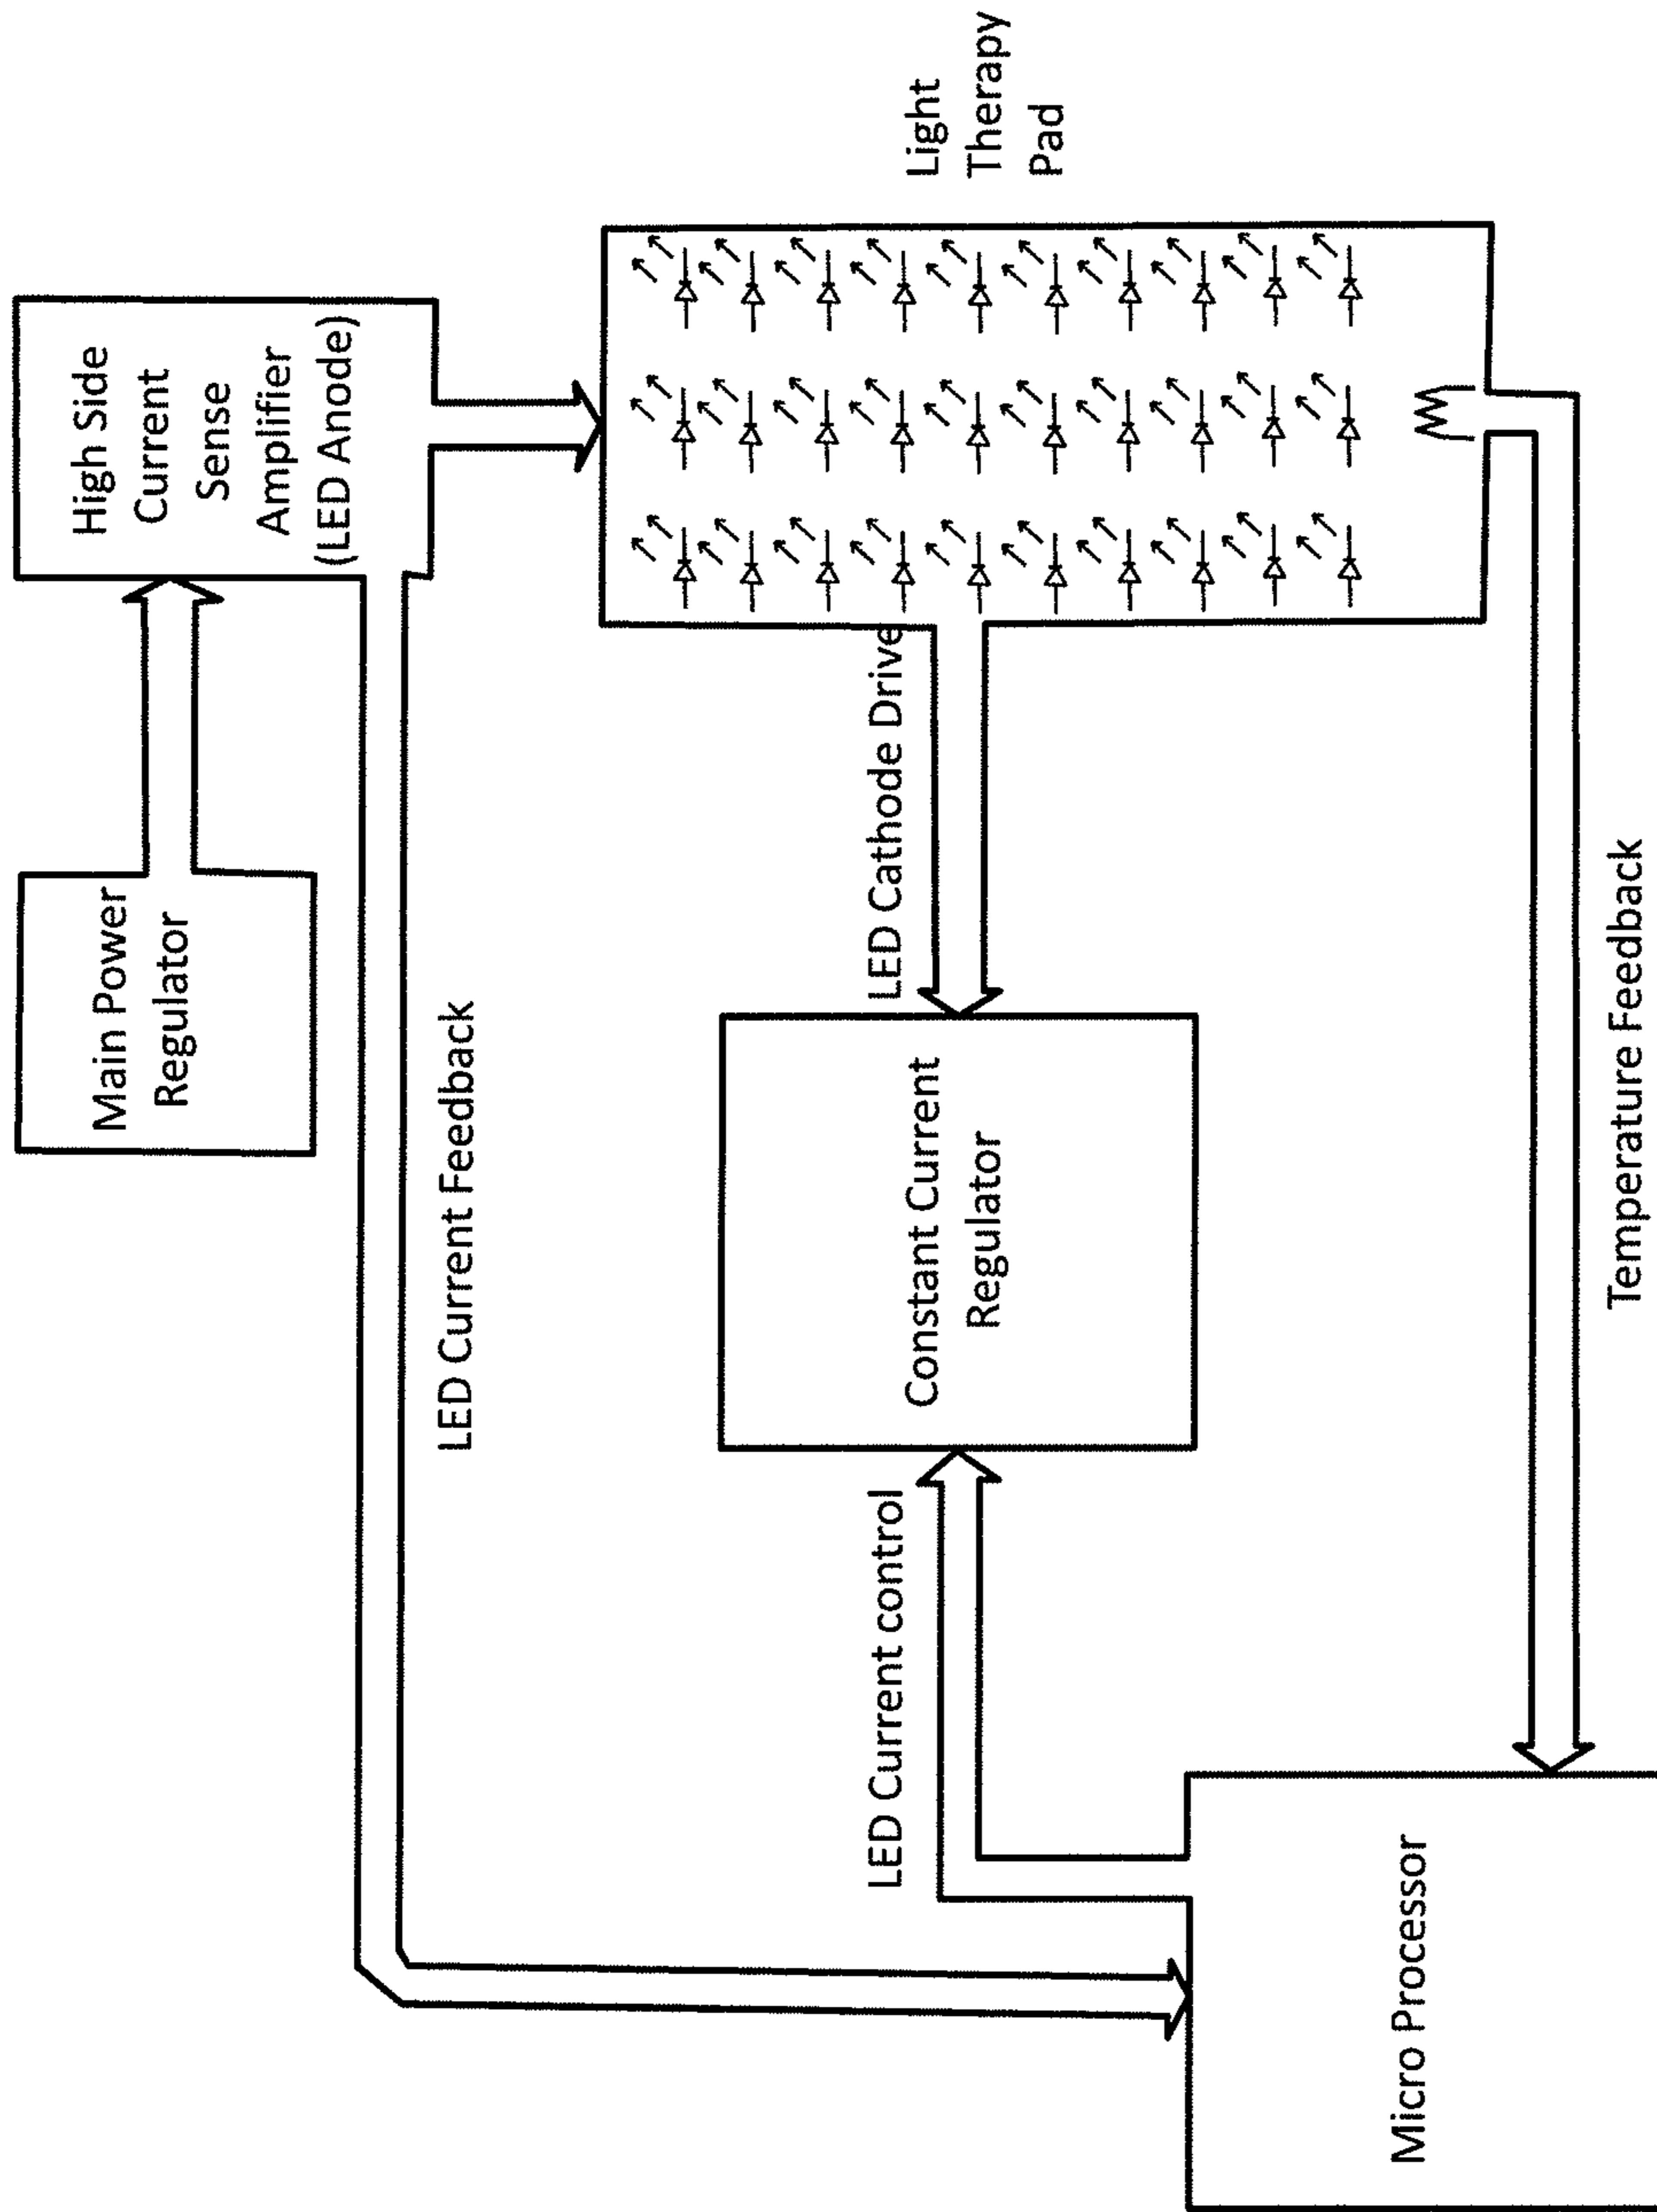 Main Power
Regulator
High Side
Current
Sense
Amplifier
(LED Anode)
LED Current Feedback
LED Current control
Constant Current
Regulator
LED Cathode Drive
Light
Therapy
Pad
Micro Processor
Temperature Feedback